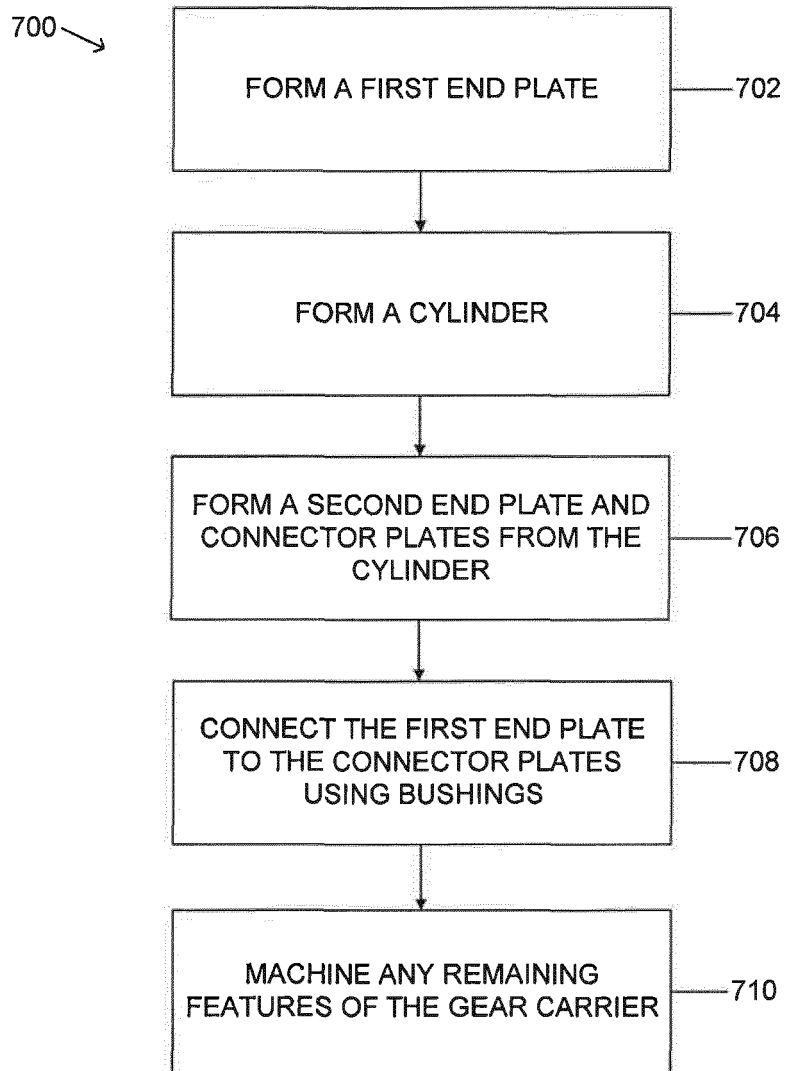 700
FORM A FIRST END PLATE
702
FORM A CYLINDER
704
FORM A SECOND END PLATE AND
CONNECTOR PLATES FROM THE
CYLINDER
706
CONNECT THE FIRST END PLATE
TO THE CONNECTOR PLATES
USING BUSHINGS
708
MACHINE ANY REMAINING
FEATURES OF THE GEAR CARRIER
710